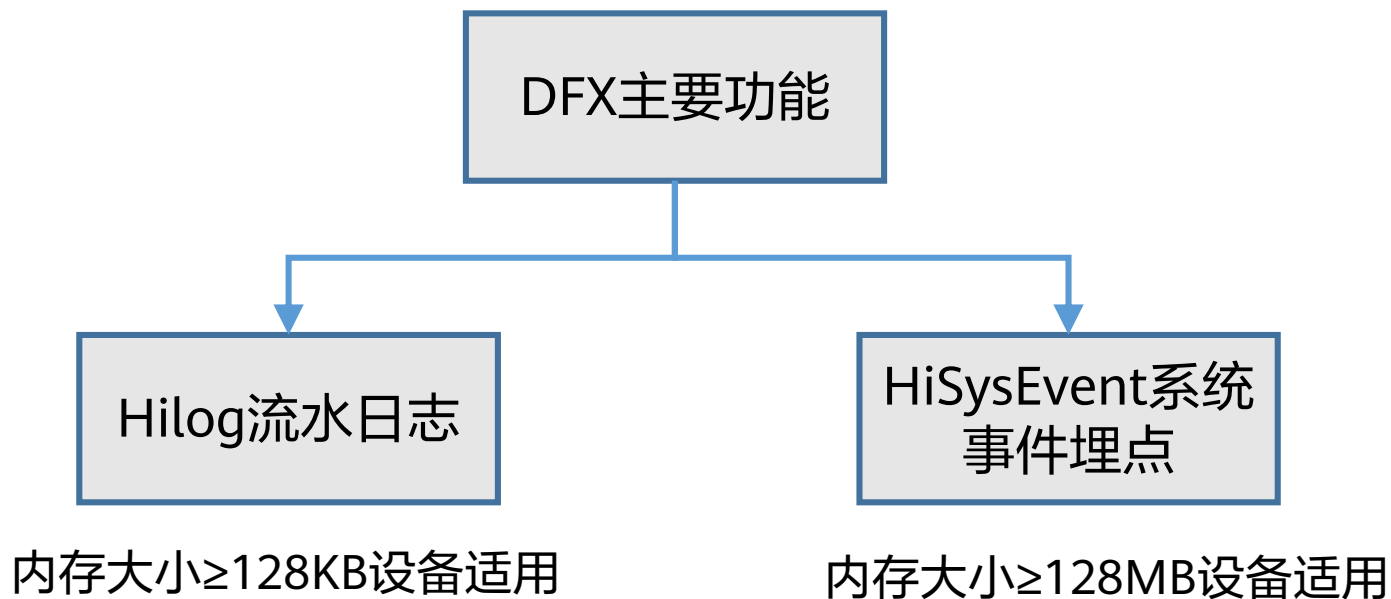 DFX主要功能
Hilog流水日志
HiSysEvent系统
事件埋点
内存大小≥128KB设备适用
内存大小≥128MB设备适用